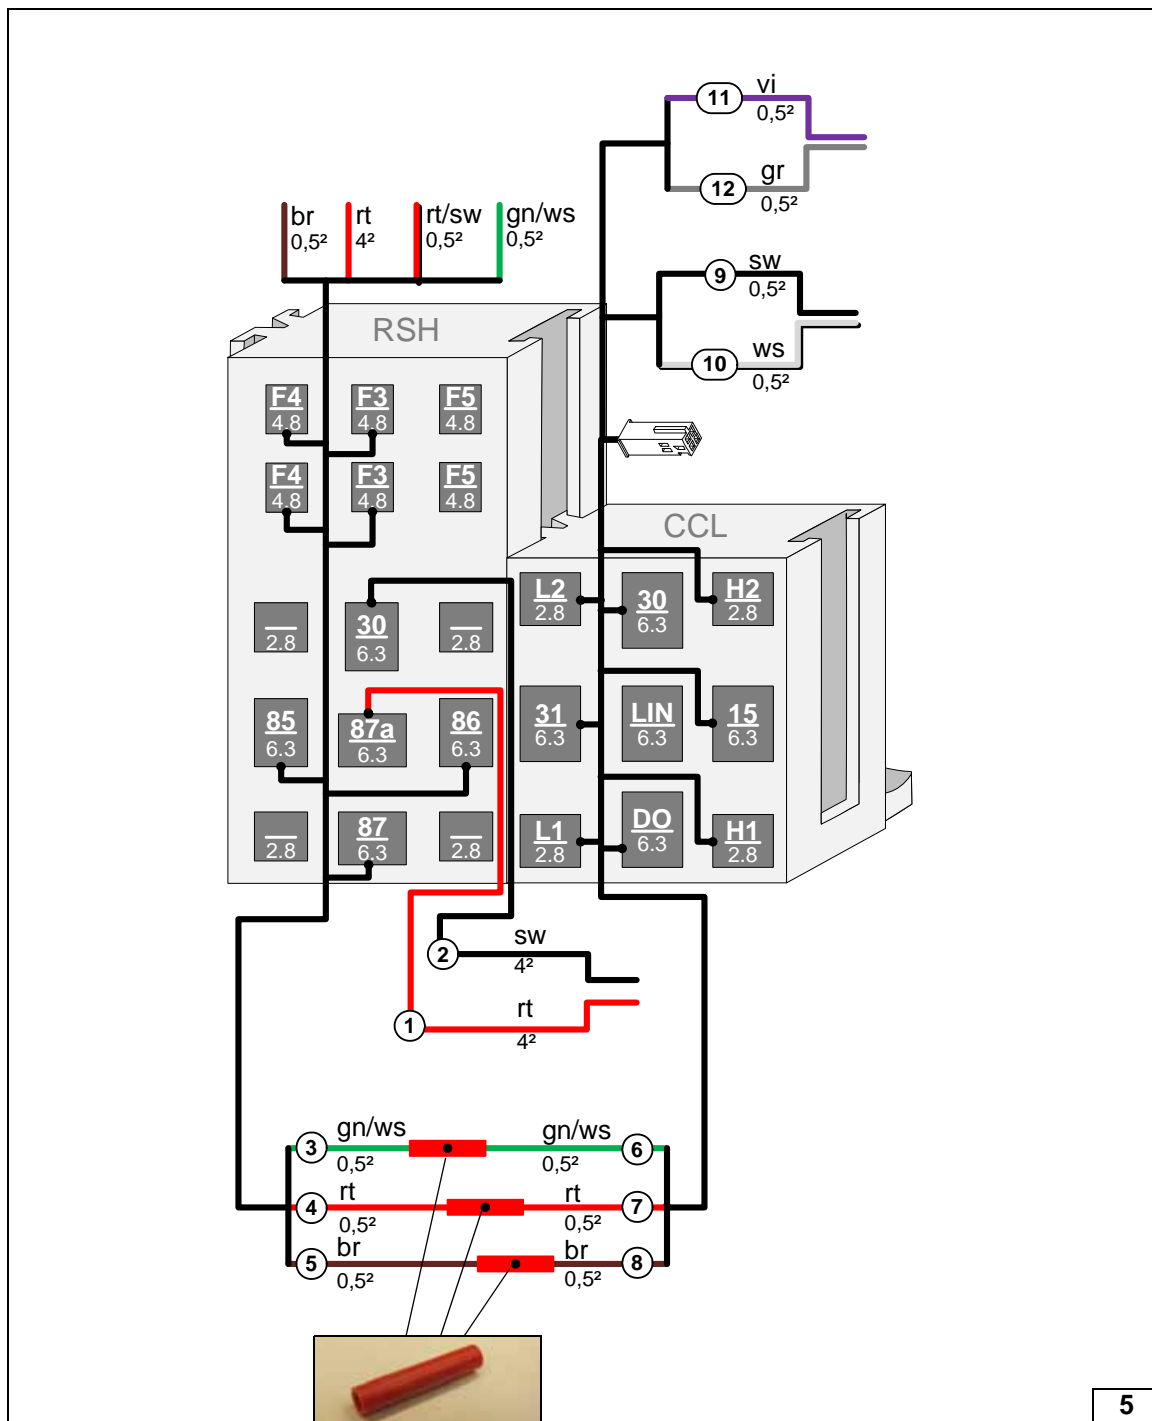 11 vi
0,5²
12 gr
0,5²
br rt rt/sw gn/ws
0,5² 4² 0,5² 0,5²
9 sw
0,5²
10 ws
0,5²
RSH
F4 F3 F5
4.8 4.8 4.8
F4 F3 F5
4.8 4.8 4.8
30
2.8 6.3 2.8
85 87a 86
6.3 6.3 6.3
87
2.8 6.3 2.8
CCL
L2 30 H2
2.8 6.3 2.8
31 LIN 15
6.3 6.3 6.3
L1 DO H1
2.8 6.3 2.8
2 sw
4²
1 rt
4²
3 gn/ws gn/ws 6
0,5² 0,5²
4 rt rt 7
0,5² 0,5²
5 br br 8
0,5² 0,5²
5